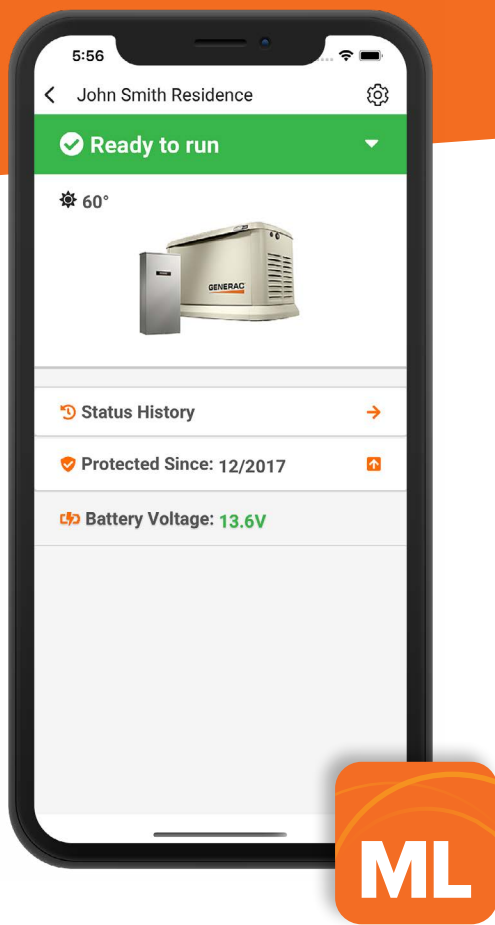 5:56
John Smith Residence
Ready to run
60°
GENERAC
Status History
Protected Since: 12/2017
Battery Voltage: 13.6V
ML